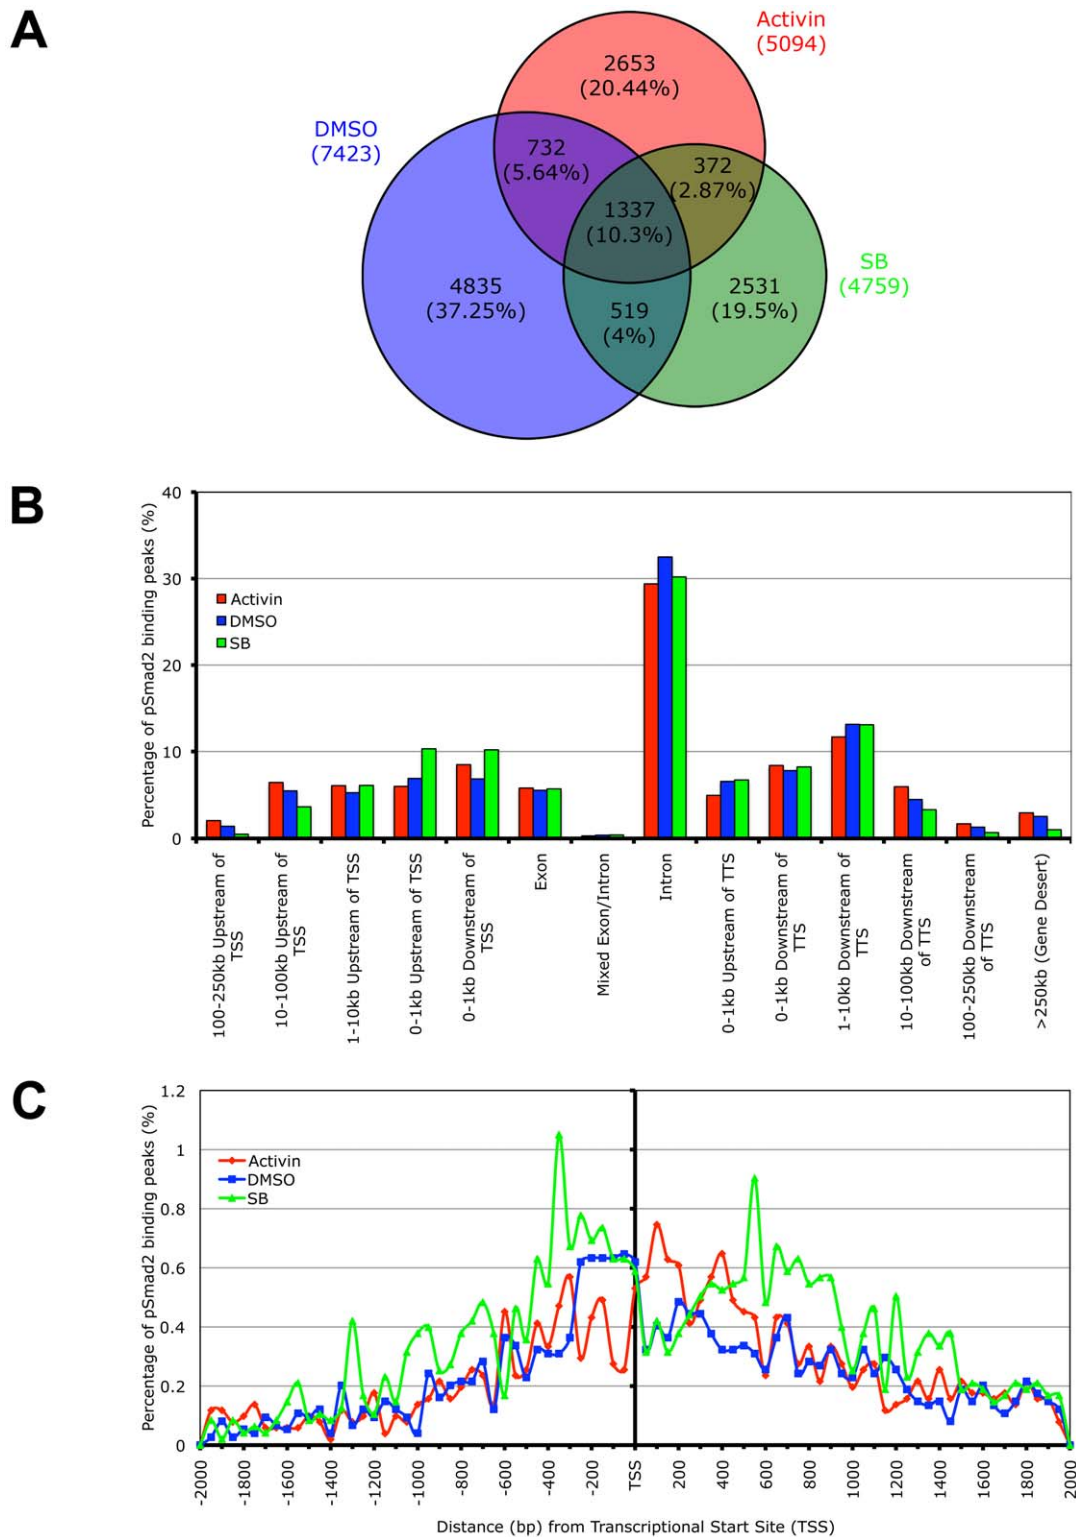 A
Activin
(5094)
2653
(20.44%)
DMSO
(7423)
732
(5.64%)
372
(2.87%)
1337
(10.3%)
SB
(4759)
4835
(37.25%)
2531
(19.5%)
519
(4%)
B
Percentage of pSmad2 binding peaks (%)
40
30
20
10
0
Activin
DMSO
SB
100-250kb Upstream of
TSS
10-100kb Upstream of
TSS
1-10kb Upstream of TSS
0-1kb Upstream of TSS
0-1kb Downstream of
TSS
Exon
Mixed Exon/Intron
Intron
0-1kb Upstream of TTS
0-1kb Downstream of
TTS
1-10kb Downstream of
TTS
10-100kb Downstream
of TTS
100-250kb Downstream
of TTS
>250kb (Gene Desert)
C
Percentage of pSmad2 binding peaks (%)
1.2
1
0.8
0.6
0.4
0.2
0
Activin
DMSO
SB
-2000
-1800
-1600
-1400
-1200
-1000
-800
-600
-400
-200
TSS
200
400
600
800
1000
1200
1400
1600
1800
2000
Distance (bp) from Transcriptional Start Site (TSS)